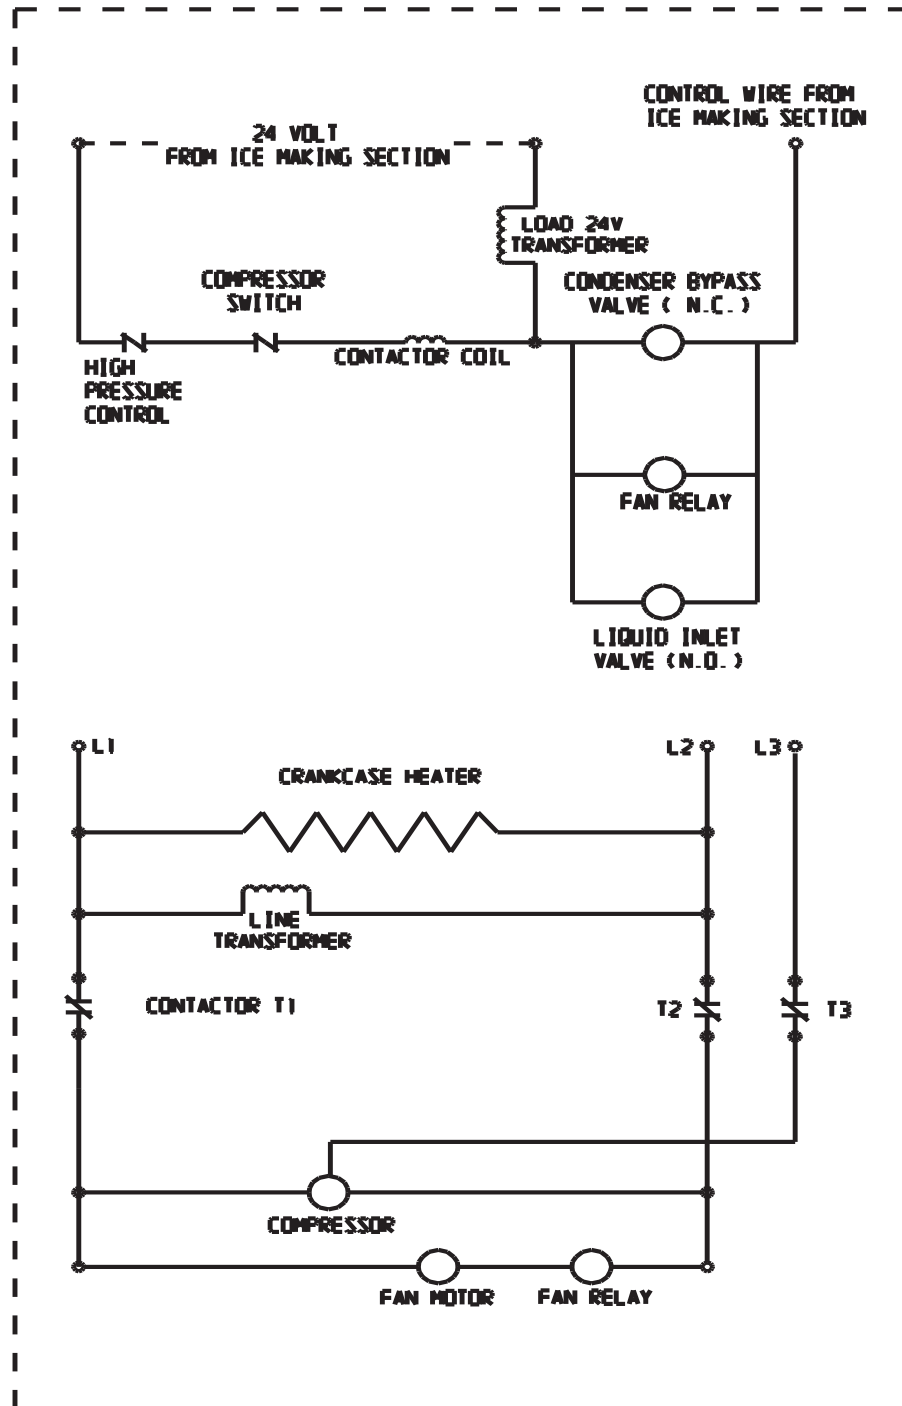 CONTROL WIRE FROM
ICE MAKING SECTION
24 VOLT
FROM ICE MAKING SECTION
LOAD 24V
TRANSFORMER
COMPRESSOR
SWITCH
CONDENSER BYPASS
VALVE ( N.C. )
CONTACTOR COIL
HIGH
PRESSURE
CONTROL
FAN RELAY
LIQUID INLET
VALVE (N.O. )
L1
L2
L3
CRANKCASE HEATER
LINE
TRANSFORMER
CONTACTOR T1
T2
T3
COMPRESSOR
FAN MOTOR
FAN RELAY